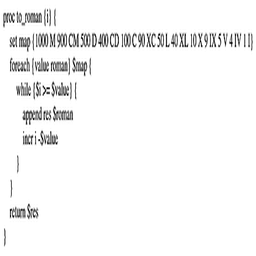 proc to_roman {i} {
    set map {1000 M 900 CM 500 D 400 CD 100 C 90 XC 50 L 40 XL 10 X 9 IX 5 V 4 IV 1 I}
    foreach {value roman} $map {
        while {$i >= $value} {
            append res $roman
            incr i -$value
        }
    }
    return $res
}